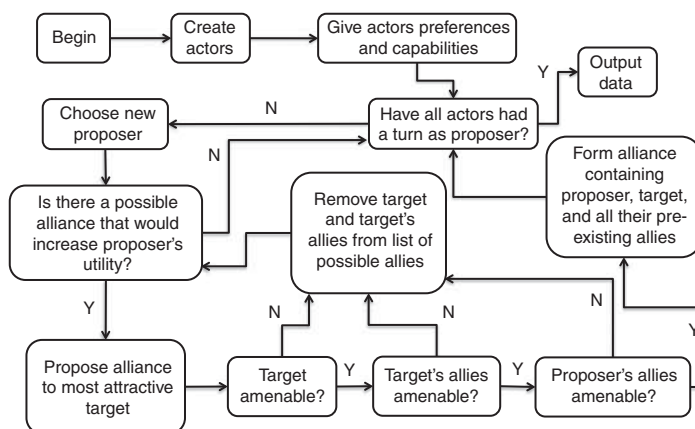 Begin
Create
actors
Give actors preferences
and capabilities
Y
Output
data
N
Choose new
proposer
Have all actors had
a turn as proposer?
N
Form alliance
containing
proposer, target,
and all their pre-
existing allies
Is there a possible
alliance that would
increase proposer's
utility?
Remove target
and target's
allies from list of
possible allies
Y
N
N
N
Y
Propose alliance
to most attractive
target
Target
amenable?
Y
Target's allies
amenable?
Y
Proposer's allies
amenable?